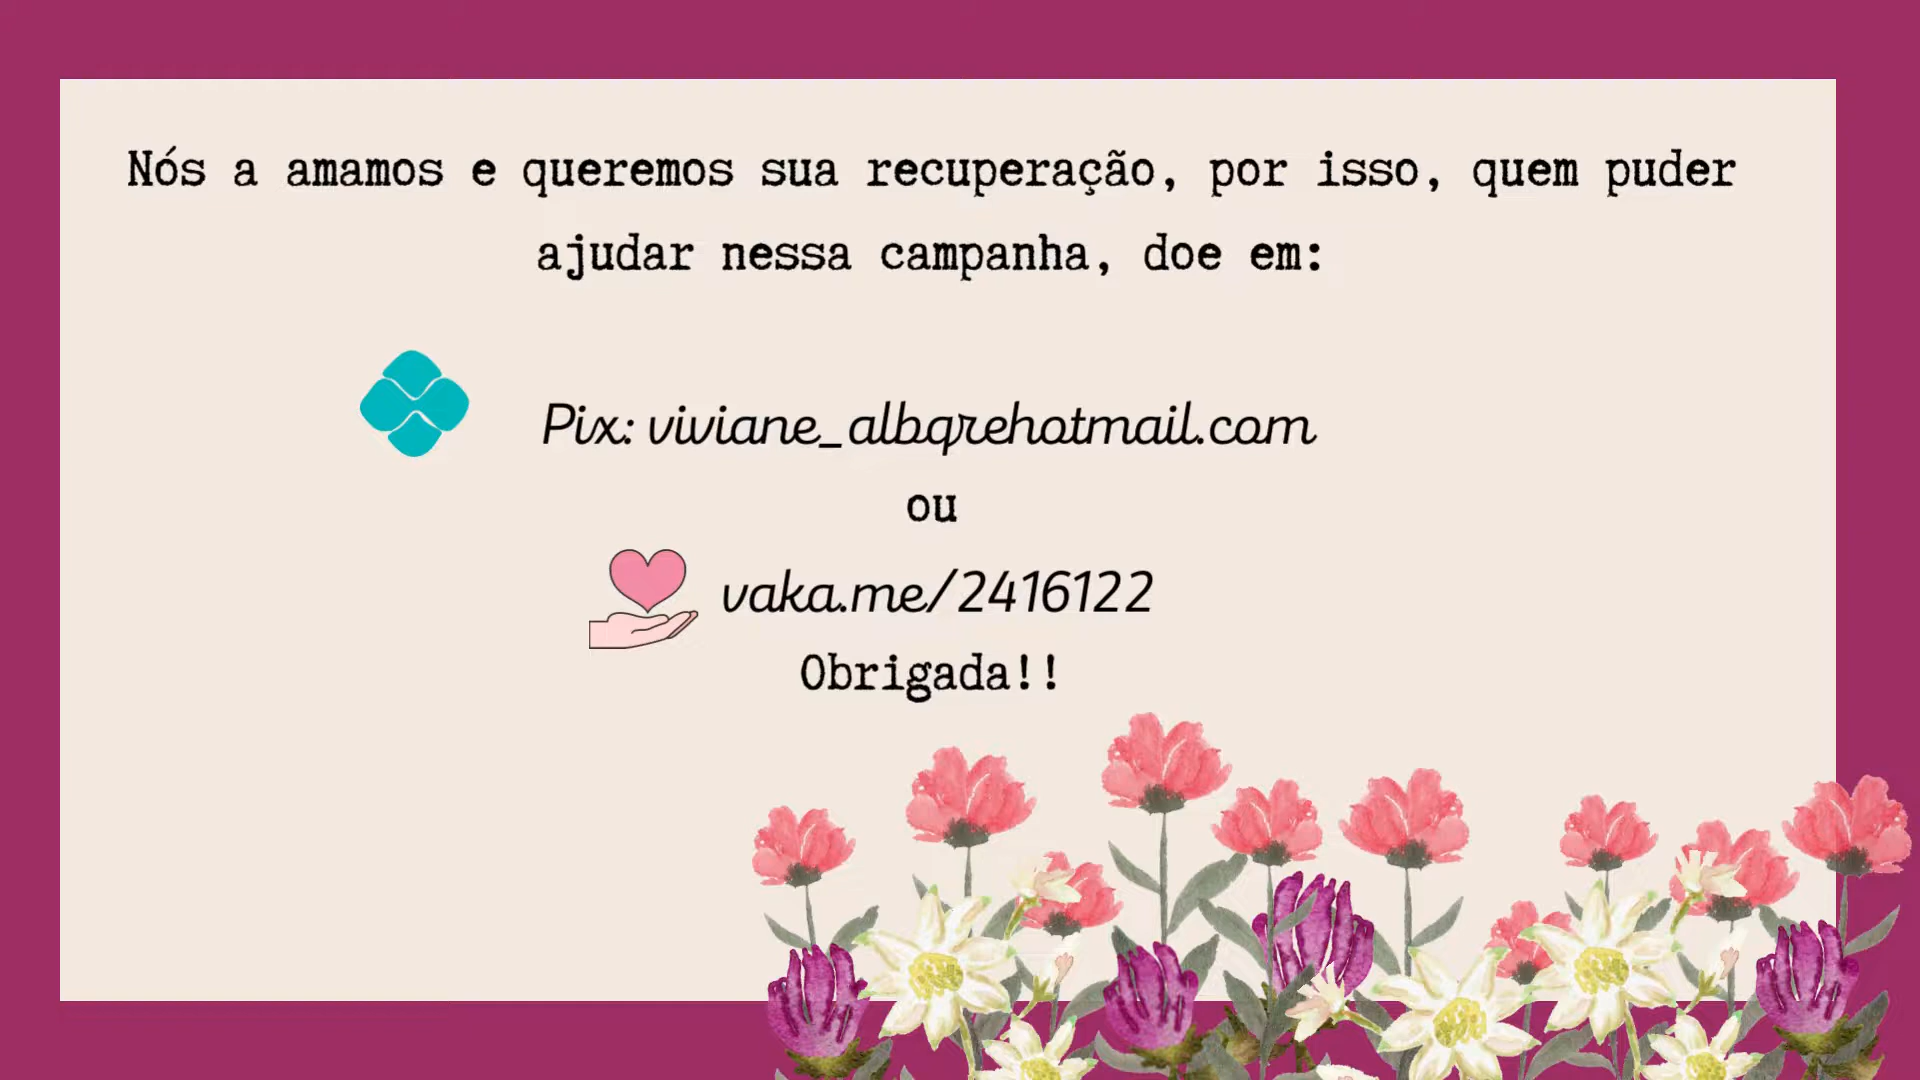 Nós a amamos e queremos sua recuperação, por isso, quem puder
ajudar nessa campanha, doe em:
Pix: viviane_albqrehotmail.com
ou
vaka.me/2416122
Obrigada!!